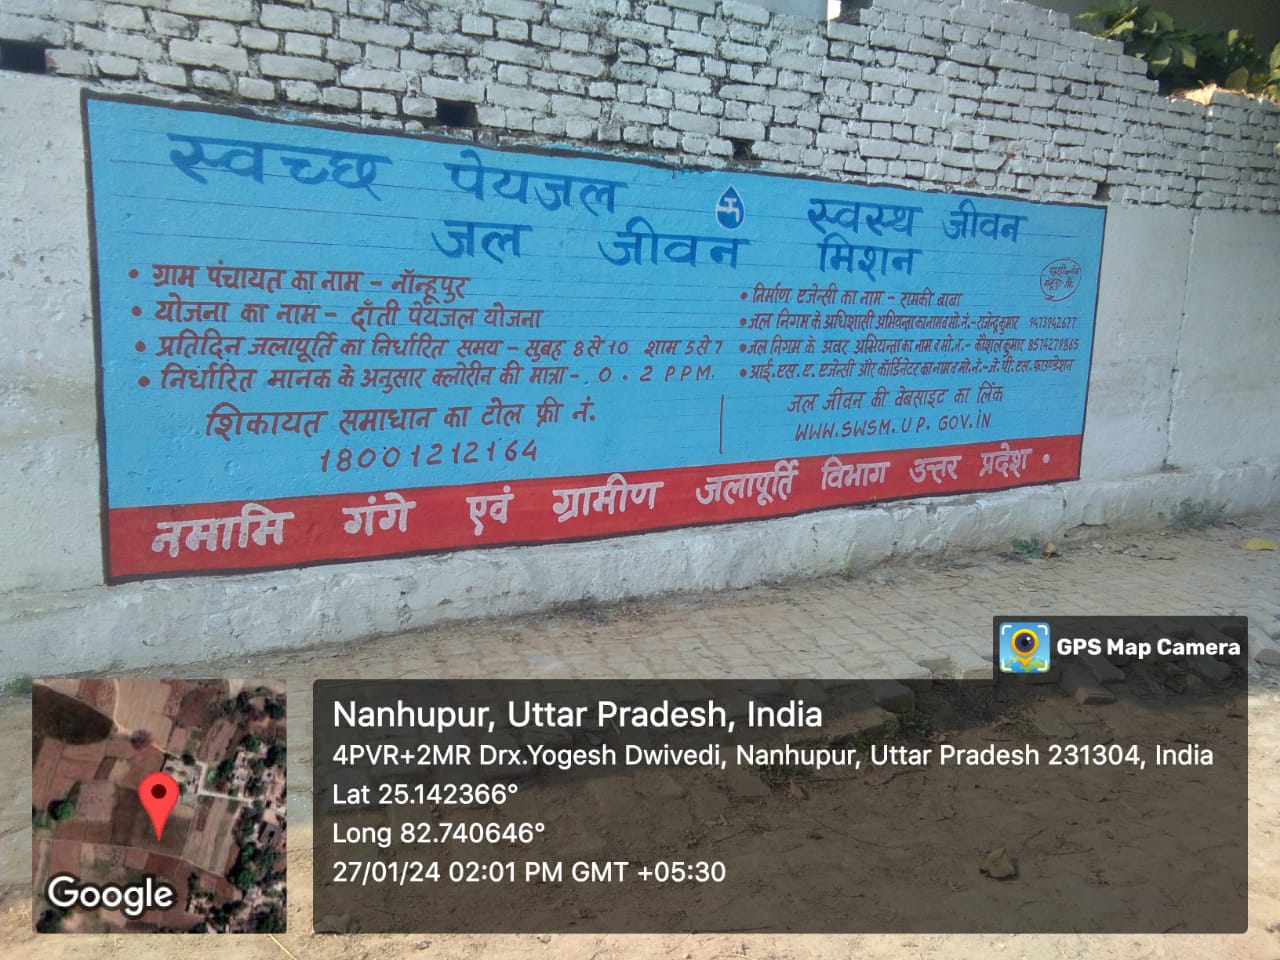 स्वच्छ पेयजल स्वस्थ जीवन
जल जीवन मिशन
• ग्राम पंचायत का नाम - नॉन्हूपुर
• योजना का नाम - दाँती पेयजल योजना
• प्रतिदिन जलापूर्ति का निर्धारित समय - सुबह 8 से 10 शाम 5 से 7
• निर्धारित मानक के अनुसार क्लोरीन की मात्रा - 0.2 PPM.
शिकायत समाधान का टोल फ्री नं.
18001212164
• निर्माण एजेन्सी का नाम - रामकी बाबा
• जल निगम के अधिशासी अभियन्ता का नाम व मो.नं.- राजेन्द्र कुमार 9473942677
• जल निगम के अवर अभियन्ता का नाम व मो.नं.- कौशल कुमार 8574279865
• आई.एस.ए. एजेन्सी और कॉर्डिनेटर का नाम व मो.नं.- जे.पी.एस. फाउण्डेशन
जल जीवन की वेबसाइट का लिंक
WWW.SWSM.UP.GOV.IN
नमामि गंगे एवं ग्रामीण जलापूर्ति विभाग उत्तर प्रदेश •
GPS Map Camera
Nanhupur, Uttar Pradesh, India
4PVR+2MR Drx.Yogesh Dwivedi, Nanhupur, Uttar Pradesh 231304, India
Lat 25.142366°
Long 82.740646°
27/01/24 02:01 PM GMT +05:30
Google